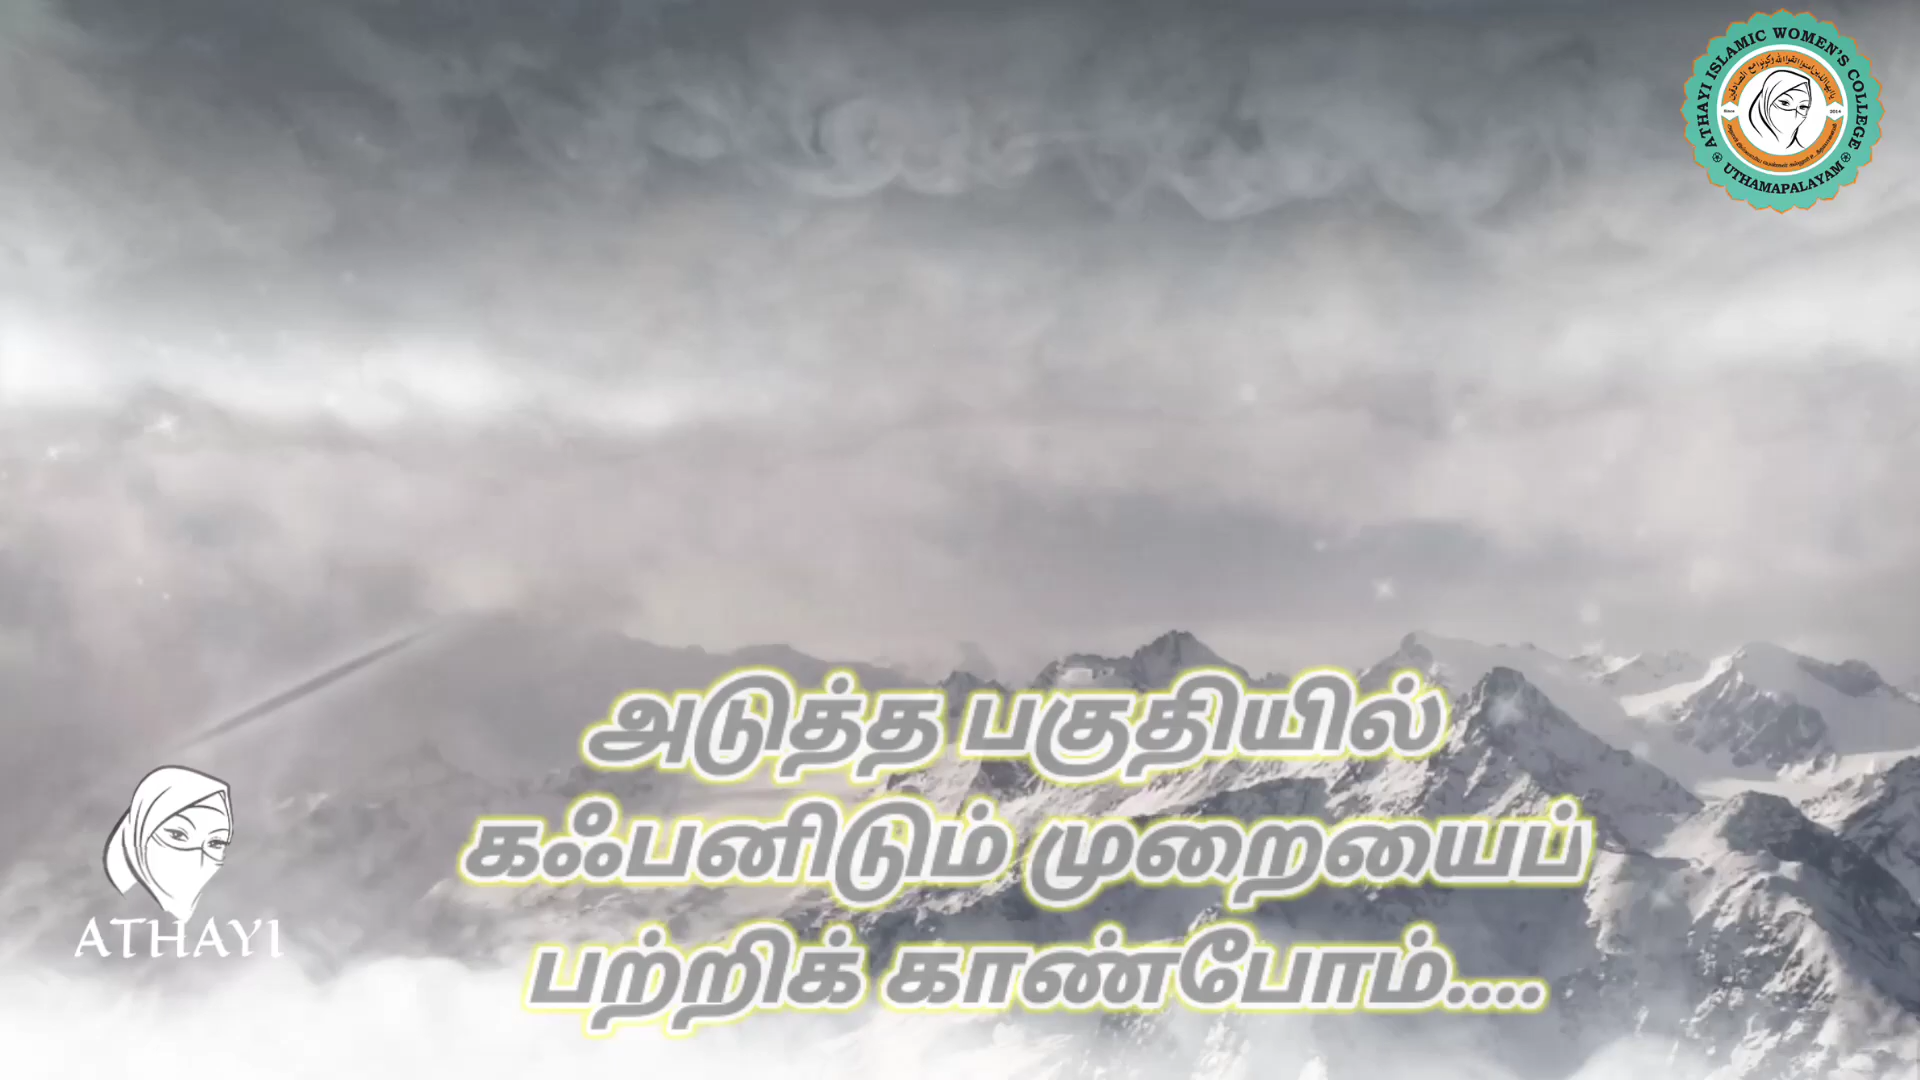 ATHAYI ISLAMIC WOMEN'S COLLEGE
UTHAMAPALAYAM
அடுத்த பகுதியில்
கஃபனிடும் முறையைப்
பற்றிக் காண்போம்....
ATHAYI